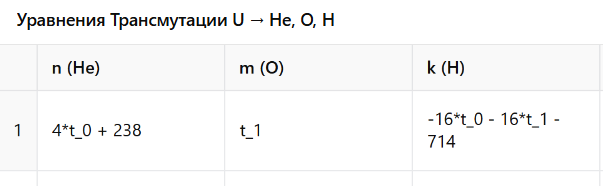 Уравнения Трансмутации U → He, O, H
n (He)
m (O)
k (H)
1
4*t_0 + 238
t_1
-16*t_0 - 16*t_1 -
714